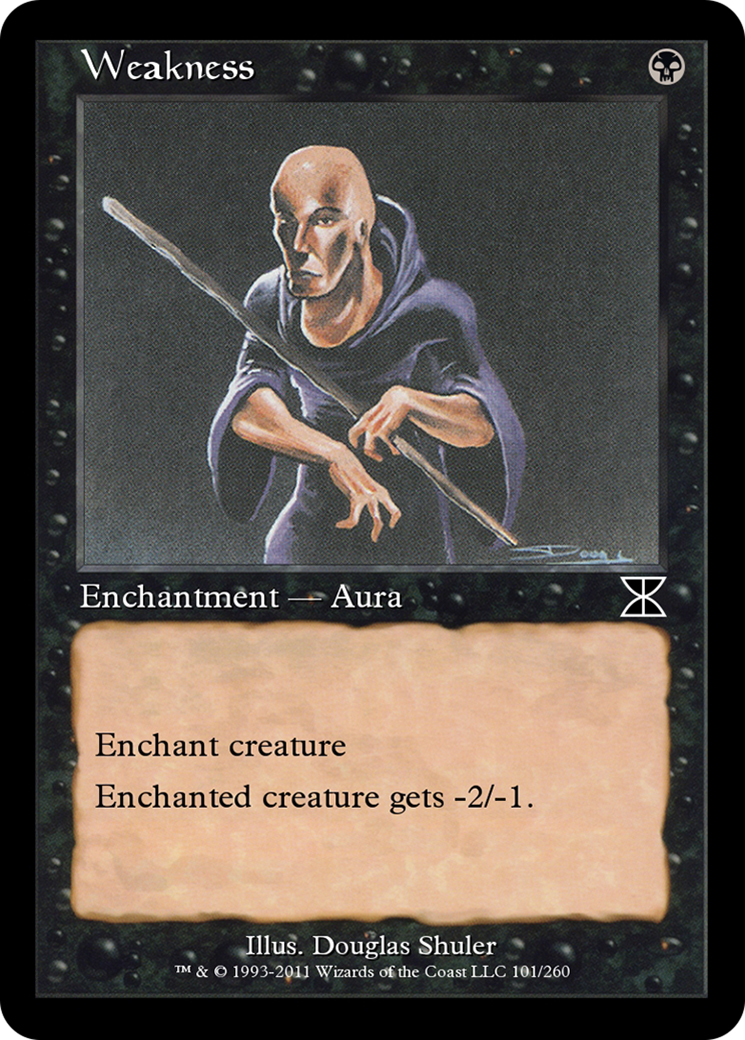 Weakness
Enchantment — Aura
Enchant creature
Enchanted creature gets -2/-1.
Illus. Douglas Shuler
™ & © 1993-2011 Wizards of the Coast LLC 101/260